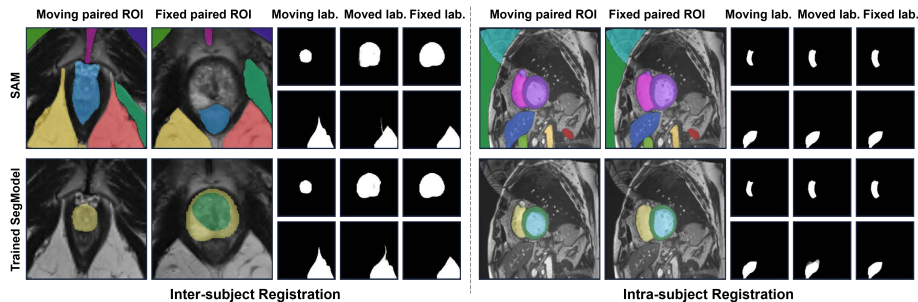 Moving paired ROI Fixed paired ROI Moving lab. Moved lab. Fixed lab.
Moving paired ROI Fixed paired ROI Moving lab. Moved lab. Fixed lab.
SAM
Trained SegModel
Inter-subject Registration
Intra-subject Registration